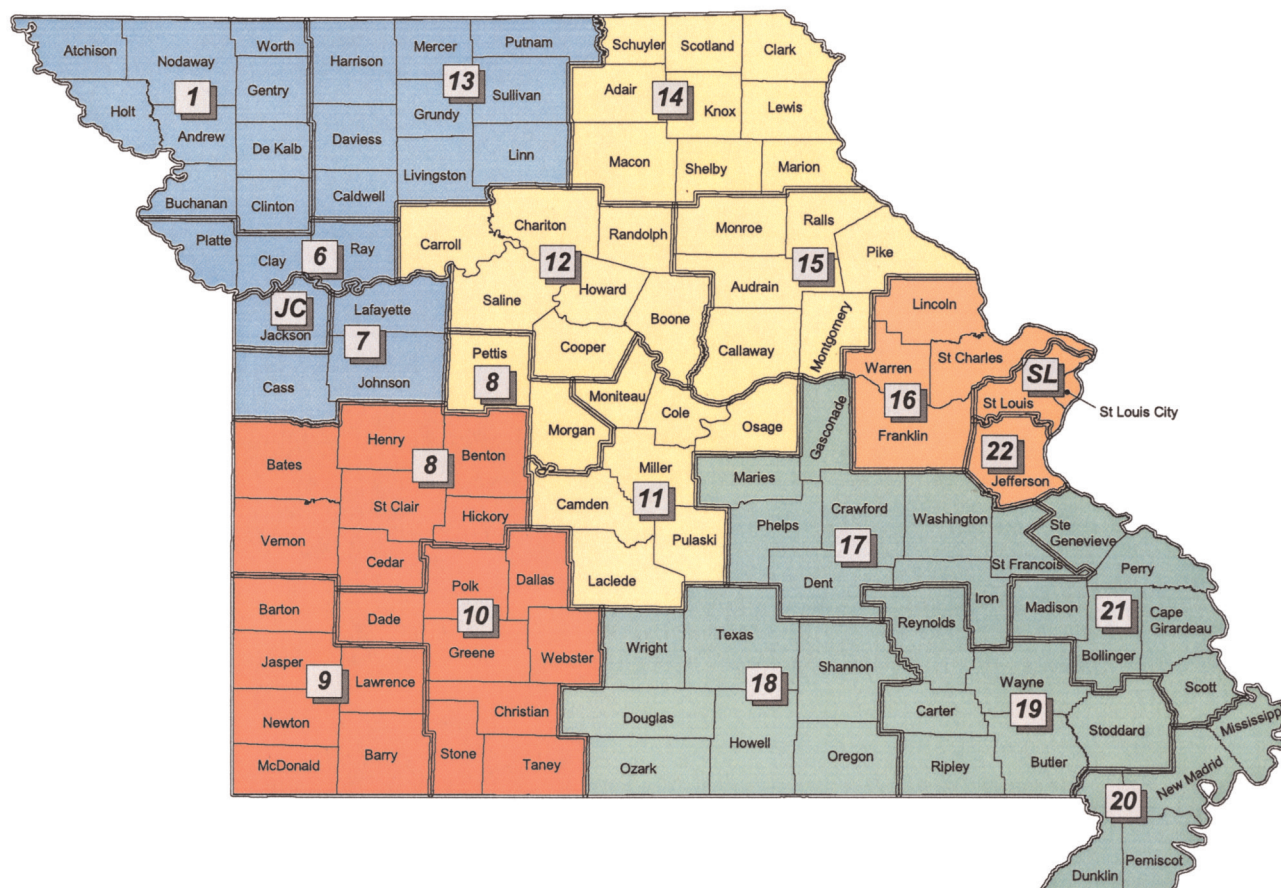 Atchison
Nodaway
Worth
Gentry
Holt
Andrew
De Kalb
Buchanan
Clinton
1
Harrison
Mercer
Putnam
13
Sullivan
Grundy
Daviess
Linn
Livingston
Caldwell
Schuyler
Scotland
Clark
Adair
14
Knox
Lewis
Macon
Shelby
Marion
Platte
Clay
6
Ray
JC
Jackson
Lafayette
7
Cass
Johnson
Carroll
Chariton
Randolph
12
Saline
Howard
Boone
Cooper
Monroe
Ralls
Pike
15
Audrain
Callaway
Montgomery
Pettis
8
Morgan
Moniteau
Cole
Osage
Miller
Camden
11
Pulaski
Laclede
Lincoln
Warren
St Charles
16
Franklin
SL
St Louis
St Louis City
22
Jefferson
Bates
Henry
Benton
8
St Clair
Hickory
Vernon
Cedar
Barton
Jasper
9
Lawrence
Newton
McDonald
Barry
Dade
Polk
Dallas
10
Greene
Webster
Christian
Stone
Taney
Gasconade
Maries
Phelps
Crawford
Washington
17
Dent
St Francois
Iron
Wright
Texas
Shannon
18
Douglas
Howell
Ozark
Oregon
Reynolds
Carter
Wayne
19
Ripley
Butler
Stoddard
Ste
Genevieve
Perry
Madison
21
Cape
Girardeau
Bollinger
Scott
Mississippi
New Madrid
20
Dunklin
Pemiscot